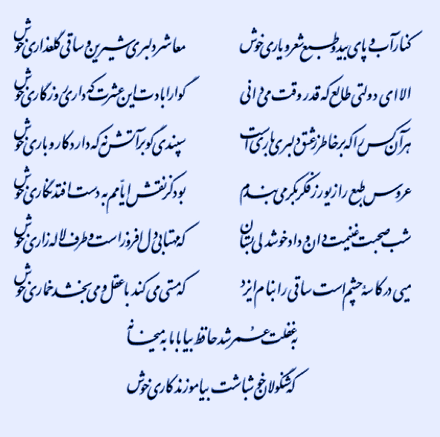 کنار آب و پای بید و طبع شعر و یاری خوش معاشر دلبری شیرین و ساقی گلعذاری خوش
الا ای دولتی طالع که قدر وقت می‌دانی گوارا بادت این عشرت که داری روزگاری خوش
هر آن کس را که بر خاطر ز عشق دلبری باری است سپندی گو بر آتش نه که دارد کار و باری خوش
عروس طبع را زیور ز فکر بکر می‌بندم بود کز نقش ایامم به دست افتد نگاری خوش
شب صحبت غنیمت دان و داد خوشدلی بستان که مهتابی دل افروز است و طرف لاله زاری خوش
میی در کاسهٔ چشم است ساقی را بنام ایزد که مستی می‌کند با عقل و می‌بخشد خماری خوش
به غفلت عمر شد حافظ بیا با ما به میخانه
که شنگولان خوش باشت بیاموزند کاری خوش